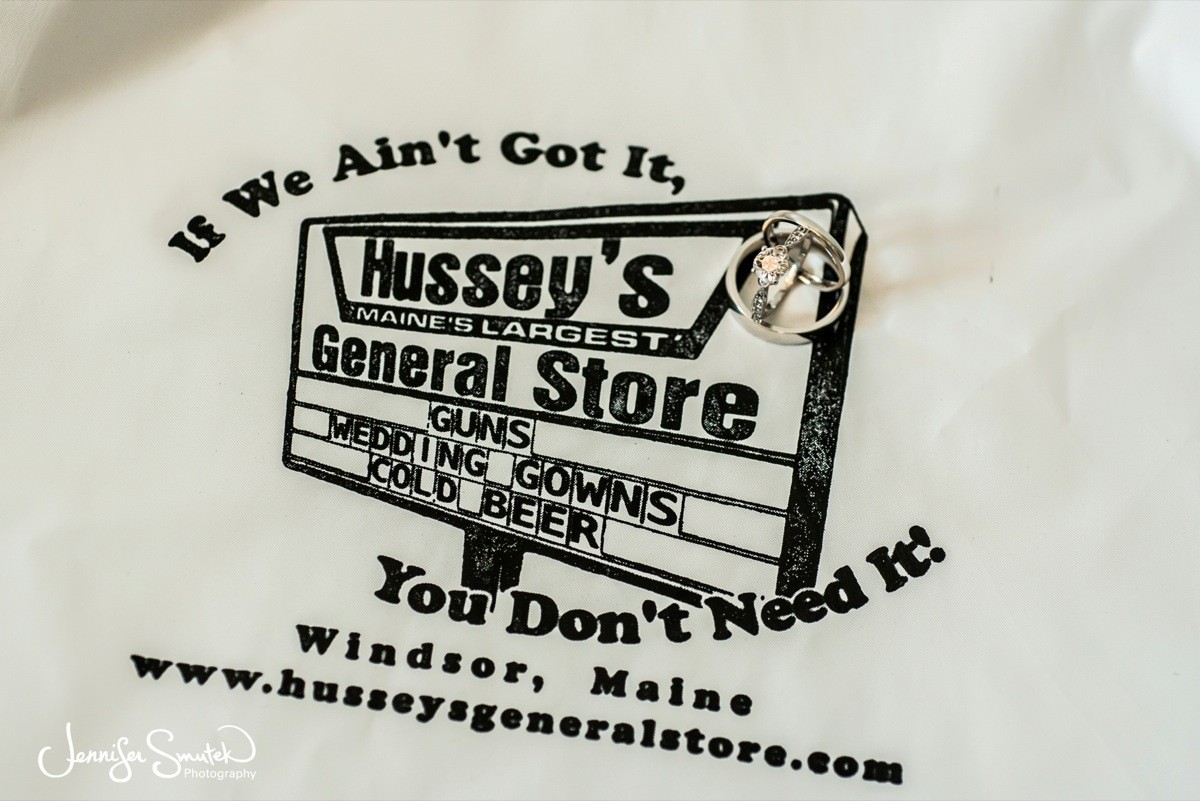 If We Ain't Got It,
Hussey's
"MAINE'S LARGEST"
General Store
GUNS
WEDDING GOWNS
COLD BEER
You Don't Need It!
Windsor, Maine
www.husseysgeneralstore.com
Jennifer Smutek
Photography